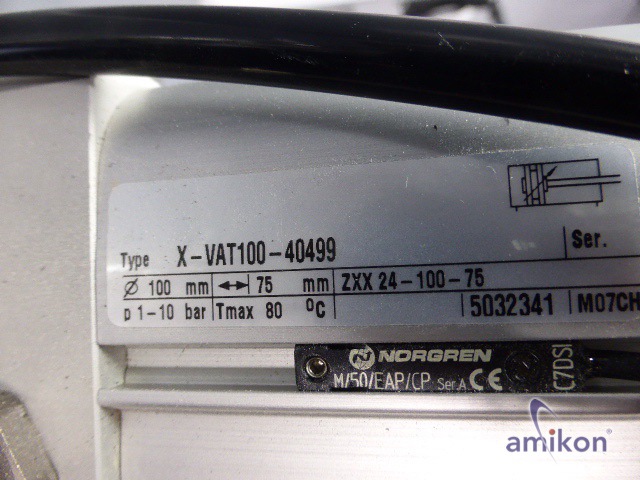 Type X-VAT100-40499
Ser.
Ø 100 mm ↔ 75 mm ZXX 24-100-75
p 1-10 bar Tmax 80 °C 5032341 M07CH
NORGREN
M/50/EAP/CP Ser.A CE
C7DSL
amikon